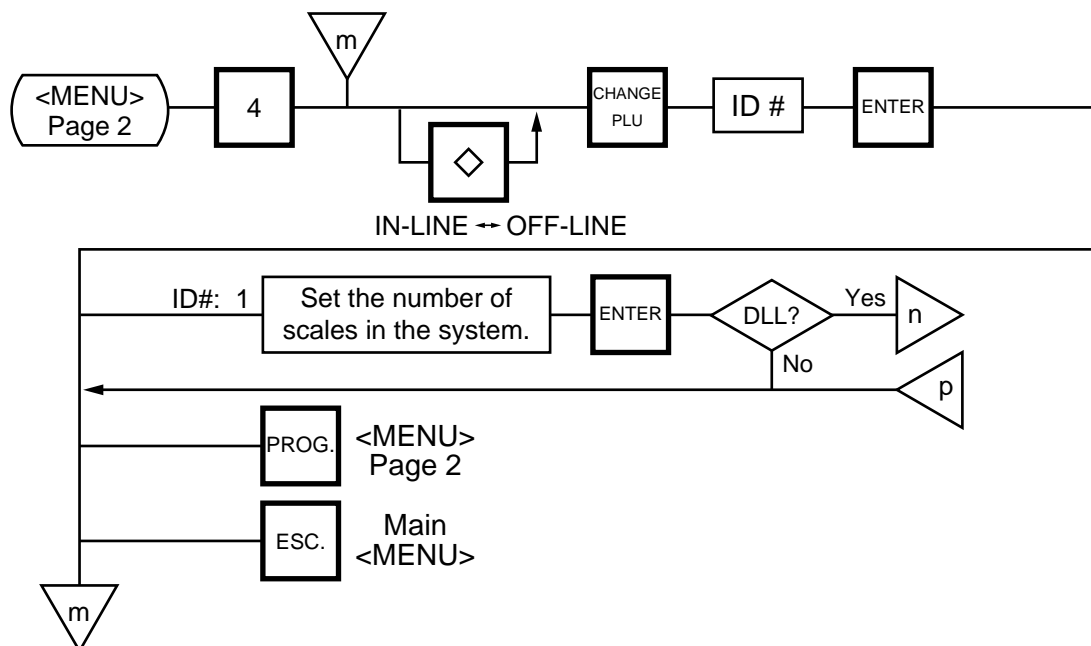 m
<MENU>
Page 2
4
CHANGE
PLU
ID #
ENTER
IN-LINE ↔ OFF-LINE
ID#: 1
Set the number of
scales in the system.
ENTER
DLL?
Yes
n
No
p
PROG.
<MENU>
Page 2
ESC.
Main
<MENU>
m